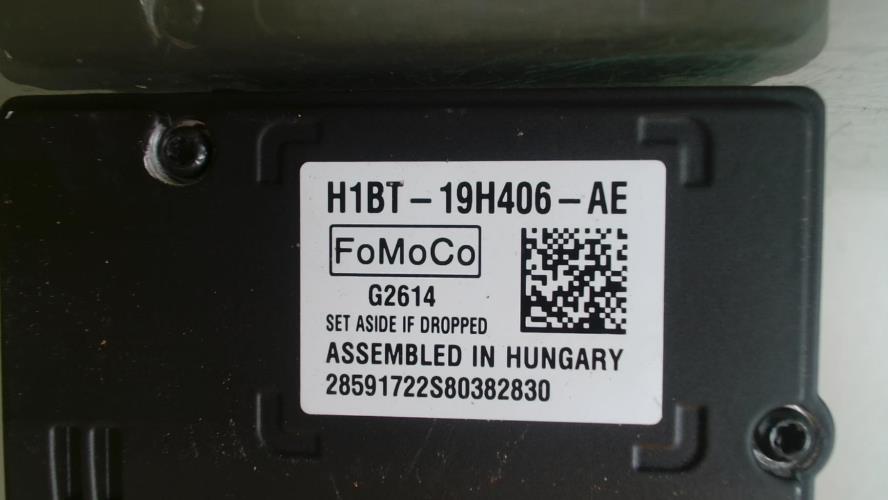 H1BT-19H406-AE
FoMoCo
G2614
SET ASIDE IF DROPPED
ASSEMBLED IN HUNGARY
28591722S80382830